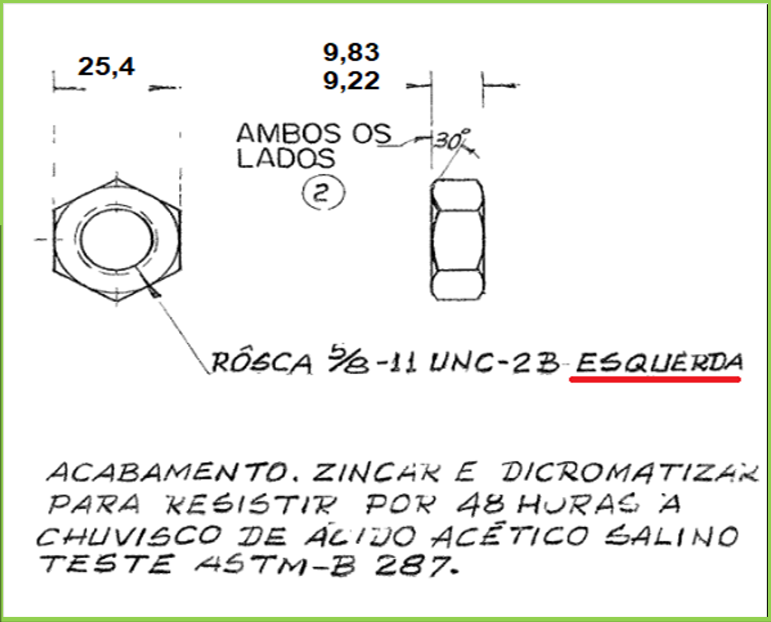 25,4
9,83
9,22
AMBOS OS
LADOS
30°
2
RÔSCA 5/8-11 UNC-2B ESQUERDA
ACABAMENTO. ZINCAR E DICROMATIZAR
PARA RESISTIR POR 48 HORAS A
CHUVISCO DE ÁCIDO ACÉTICO SALINO
TESTE ASTM-B 287.